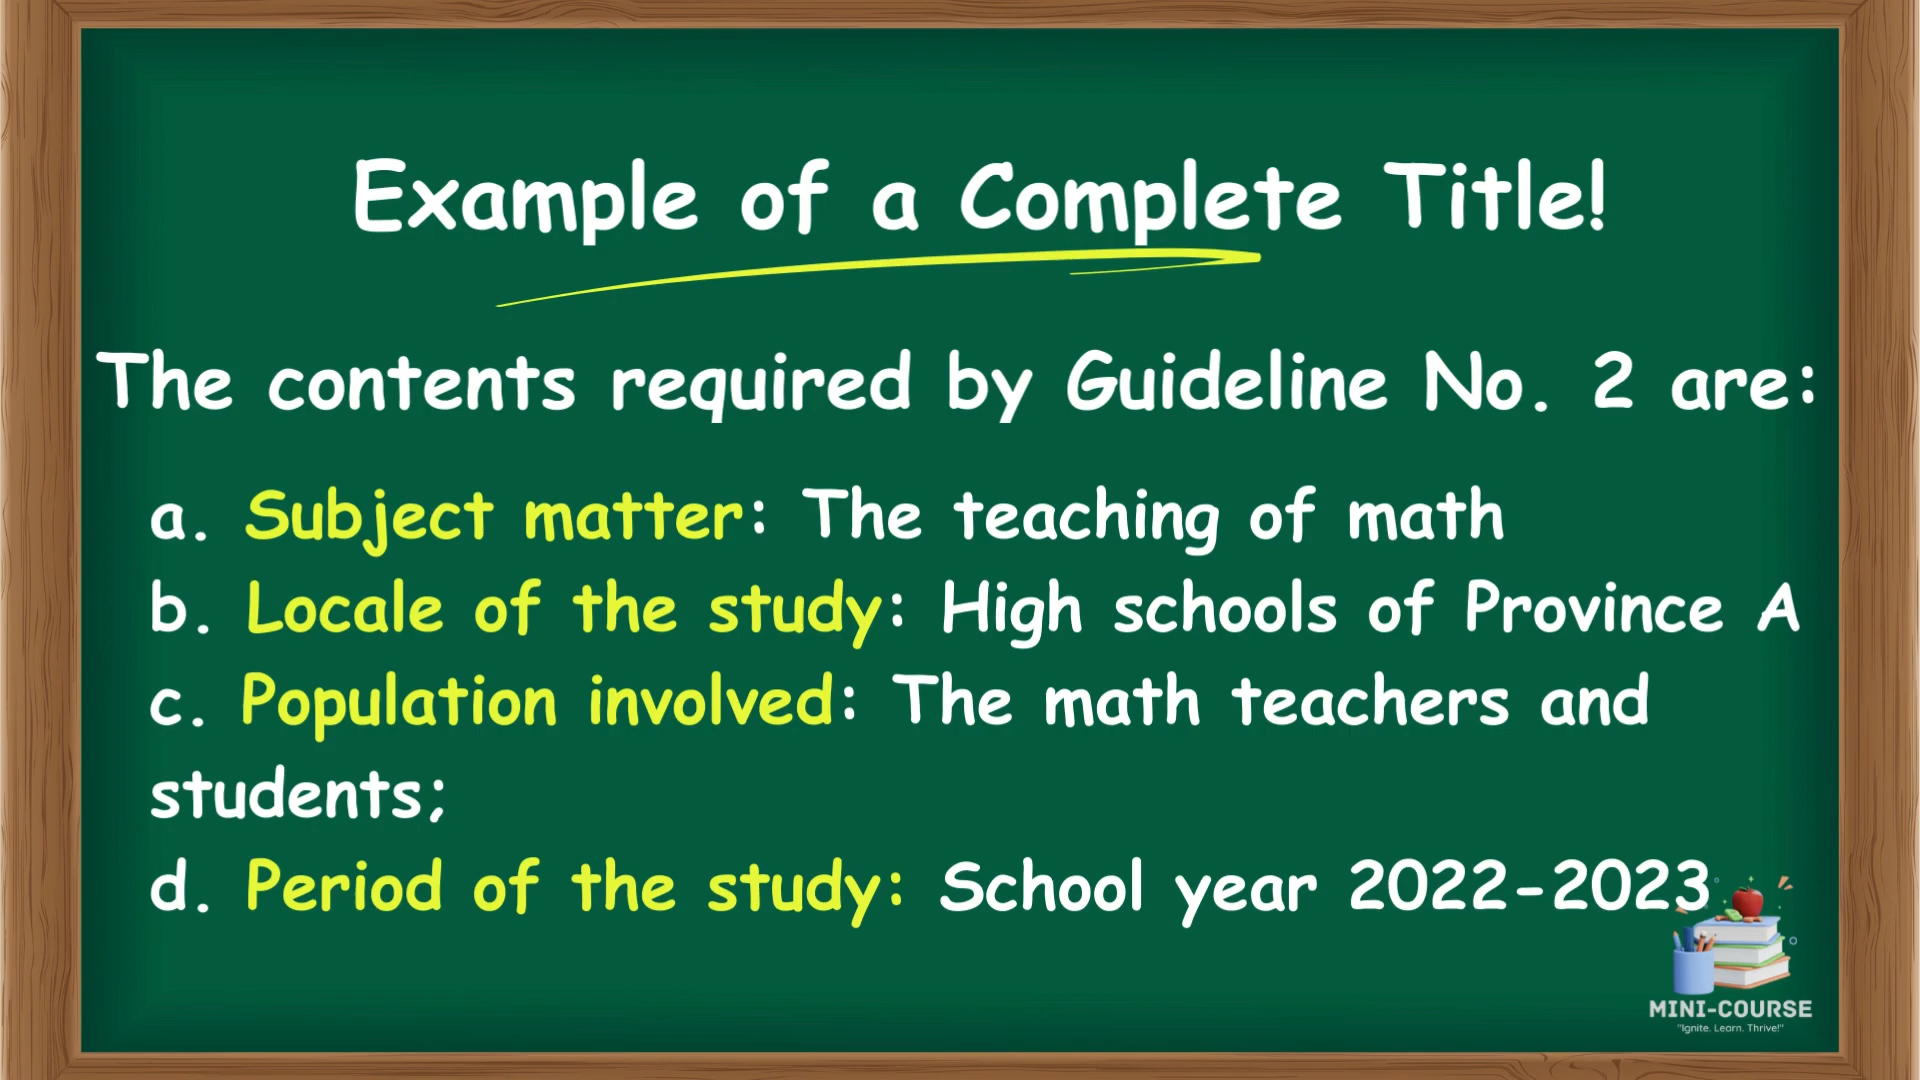 Example of a Complete Title!
The contents required by Guideline No. 2 are:
a. Subject matter: The teaching of math
b. Locale of the study: High schools of Province A
c. Population involved: The math teachers and
students;
d. Period of the study: School year 2022-2023
MINI-COURSE
"Ignite. Learn. Thrive!"